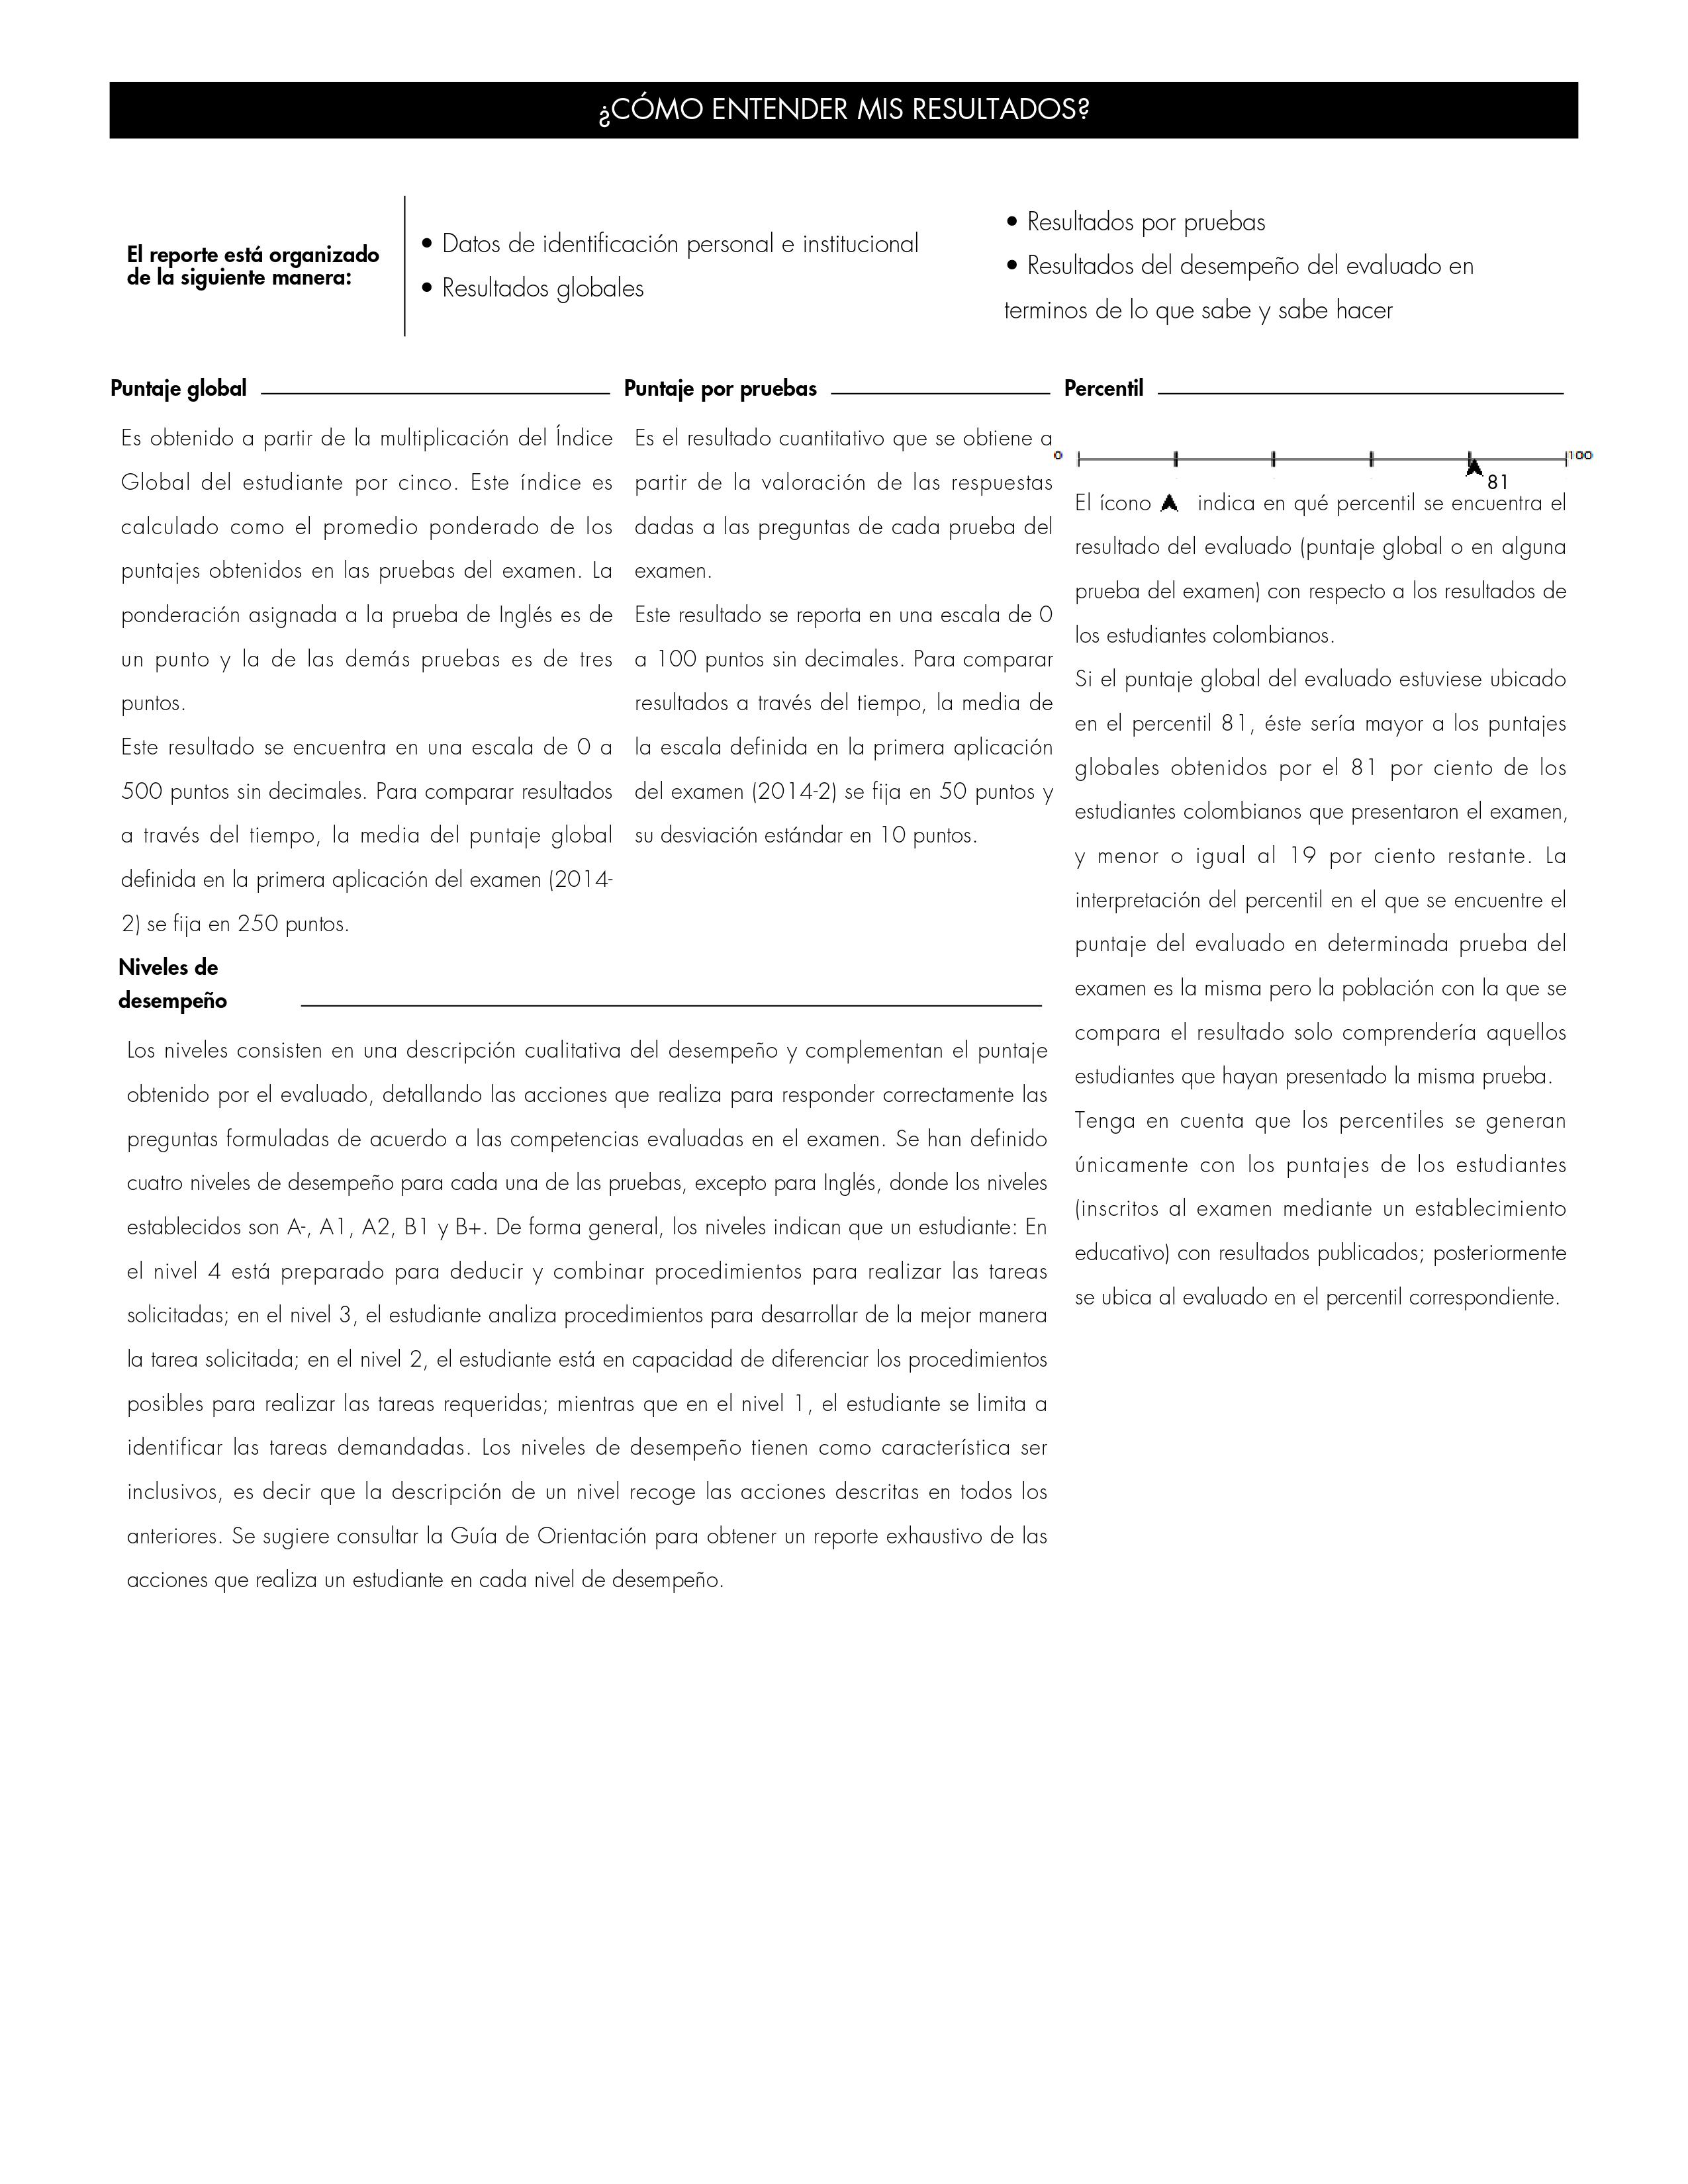 ¿CÓMO ENTENDER MIS RESULTADOS?
El reporte está organizado
de la siguiente manera:
• Datos de identificación personal e institucional
• Resultados globales
• Resultados por pruebas
• Resultados del desempeño del evaluado en
terminos de lo que sabe y sabe hacer
Puntaje global
Es obtenido a partir de la multiplicación del Índice
Global del estudiante por cinco. Este índice es
calculado como el promedio ponderado de los
puntajes obtenidos en las pruebas del examen. La
ponderación asignada a la prueba de Inglés es de
un punto y la de las demás pruebas es de tres
puntos.
Este resultado se encuentra en una escala de 0 a
500 puntos sin decimales. Para comparar resultados
a través del tiempo, la media del puntaje global
definida en la primera aplicación del examen (2014-
2) se fija en 250 puntos.
Puntaje por pruebas
Es el resultado cuantitativo que se obtiene a
partir de la valoración de las respuestas
dadas a las preguntas de cada prueba del
examen.
Este resultado se reporta en una escala de 0
a 100 puntos sin decimales. Para comparar
resultados a través del tiempo, la media de
la escala definida en la primera aplicación
del examen (2014-2) se fija en 50 puntos y
su desviación estándar en 10 puntos.
Percentil
0 100
81
El ícono indica en qué percentil se encuentra el
resultado del evaluado (puntaje global o en alguna
prueba del examen) con respecto a los resultados de
los estudiantes colombianos.
Si el puntaje global del evaluado estuviese ubicado
en el percentil 81, éste sería mayor a los puntajes
globales obtenidos por el 81 por ciento de los
estudiantes colombianos que presentaron el examen,
y menor o igual al 19 por ciento restante. La
interpretación del percentil en el que se encuentre el
puntaje del evaluado en determinada prueba del
examen es la misma pero la población con la que se
compara el resultado solo comprendería aquellos
estudiantes que hayan presentado la misma prueba.
Tenga en cuenta que los percentiles se generan
únicamente con los puntajes de los estudiantes
(inscritos al examen mediante un establecimiento
educativo) con resultados publicados; posteriormente
se ubica al evaluado en el percentil correspondiente.
Niveles de
desempeño
Los niveles consisten en una descripción cualitativa del desempeño y complementan el puntaje
obtenido por el evaluado, detallando las acciones que realiza para responder correctamente las
preguntas formuladas de acuerdo a las competencias evaluadas en el examen. Se han definido
cuatro niveles de desempeño para cada una de las pruebas, excepto para Inglés, donde los niveles
establecidos son A-, A1, A2, B1 y B+. De forma general, los niveles indican que un estudiante: En
el nivel 4 está preparado para deducir y combinar procedimientos para realizar las tareas
solicitadas; en el nivel 3, el estudiante analiza procedimientos para desarrollar de la mejor manera
la tarea solicitada; en el nivel 2, el estudiante está en capacidad de diferenciar los procedimientos
posibles para realizar las tareas requeridas; mientras que en el nivel 1, el estudiante se limita a
identificar las tareas demandadas. Los niveles de desempeño tienen como característica ser
inclusivos, es decir que la descripción de un nivel recoge las acciones descritas en todos los
anteriores. Se sugiere consultar la Guía de Orientación para obtener un reporte exhaustivo de las
acciones que realiza un estudiante en cada nivel de desempeño.